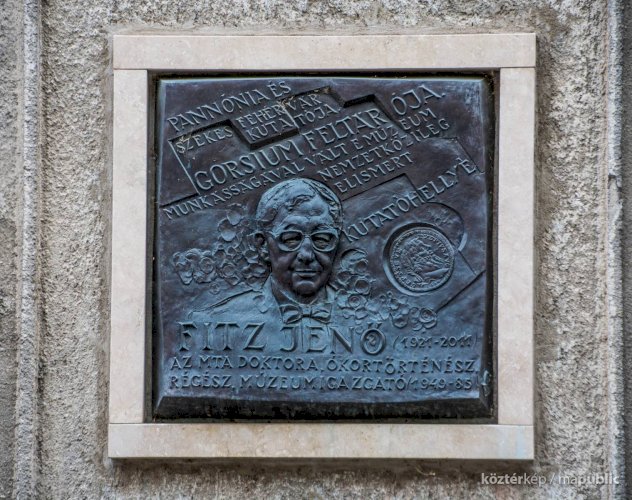 PANNÓNIA ÉS
SZÉKESFEHÉRVÁR
KUTATÓJA
GORSIUM FELTÁRÓJA.
MUNKÁSSÁGÁVAL VÁLT E MÚZEUM
NEMZETKÖZILEG
ELISMERT
KUTATÓHELLYÉ
FITZ JENŐ (1921-2011)
AZ MTA DOKTORA, ÓKORTÖRTÉNÉSZ,
RÉGÉSZ, MÚZEUMIGAZGATÓ/1949-85/
köztérkép / mapublic